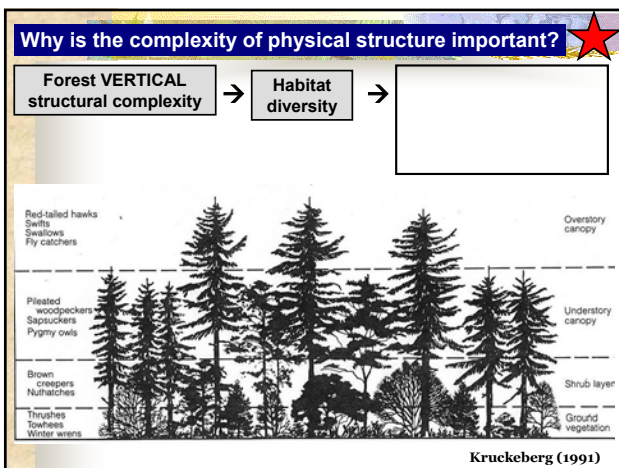 Why is the complexity of physical structure important?
Forest VERTICAL
structural complexity
→
Habitat
diversity
→
Red-tailed hawks
Swifts
Swallows
Fly catchers
Overstory
canopy
Pileated
woodpeckers
Sapsuckers
Pygmy owls
Understory
canopy
Brown
creepers
Nuthatches
Shrub layer
Thrushes
Towhees
Winter wrens
Ground
vegetation
Kruckeberg (1991)